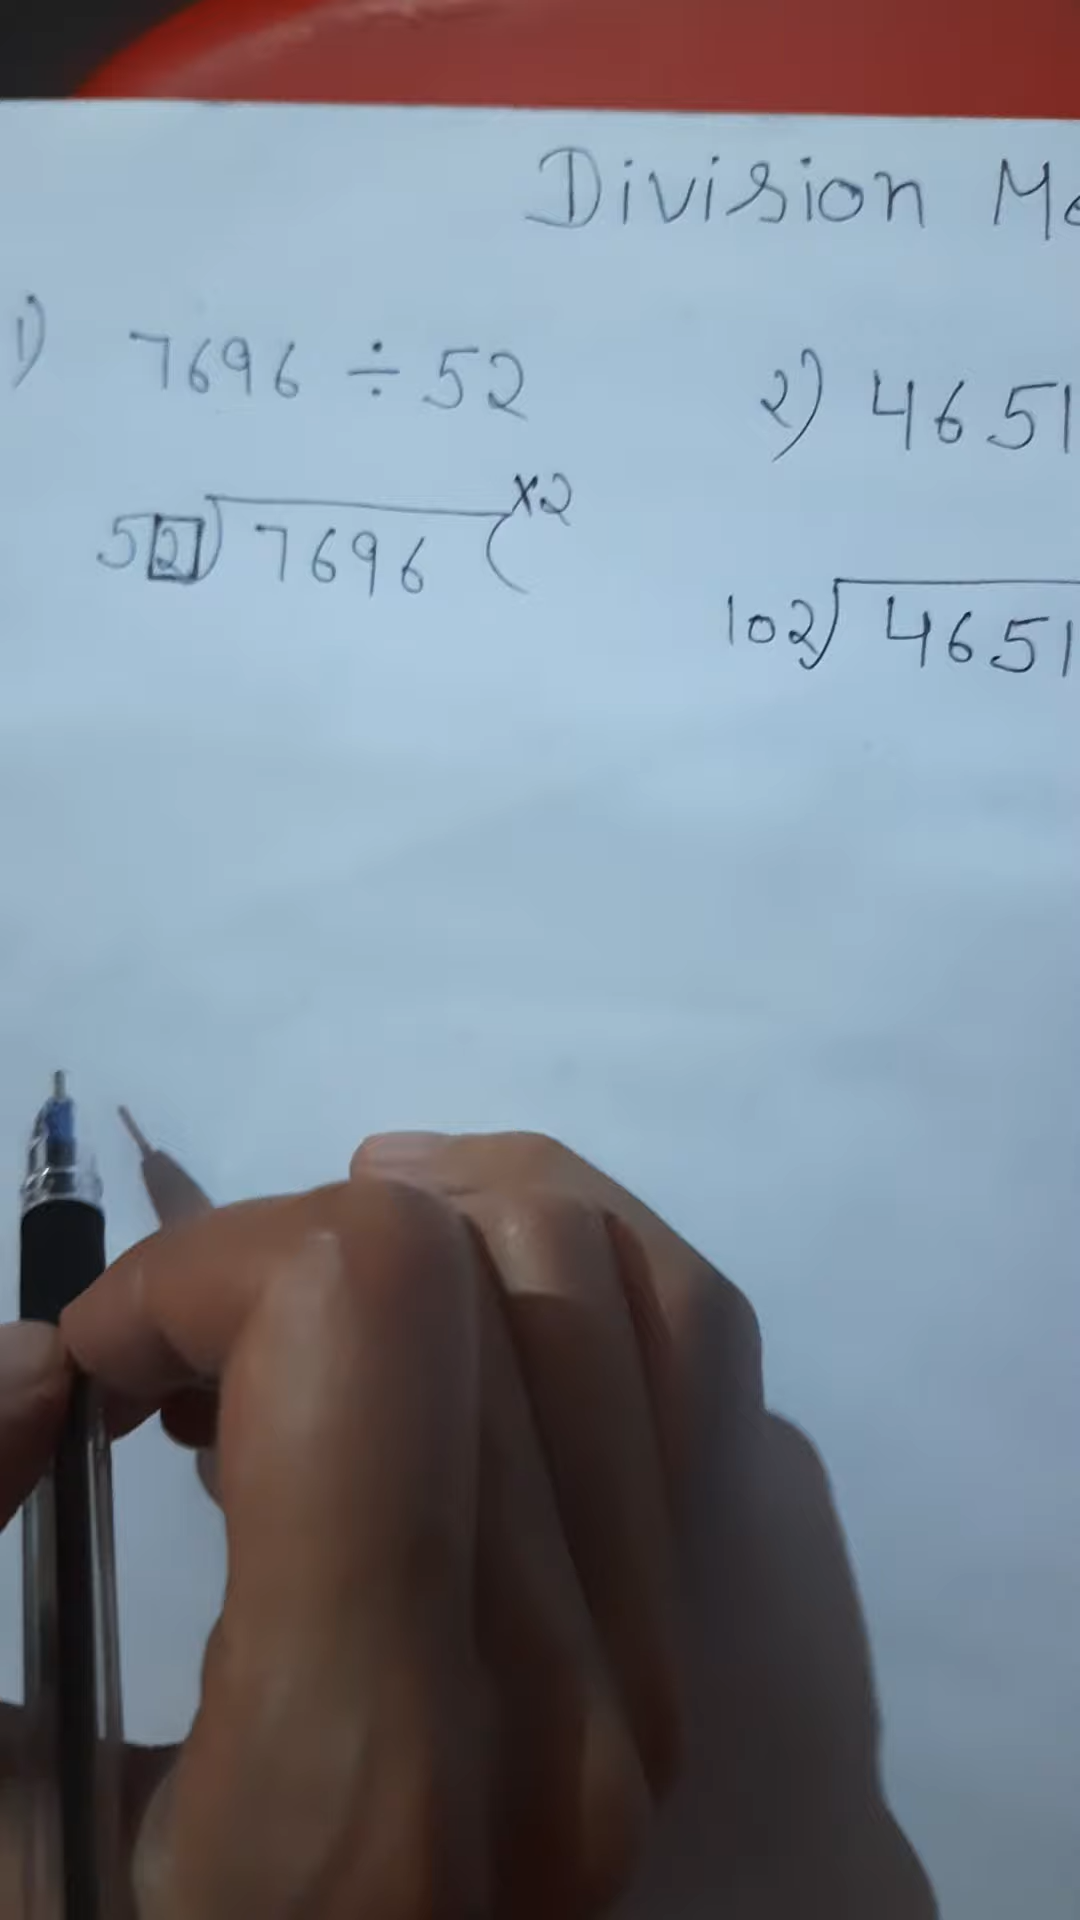 Division
1) 7696 ÷ 52
2) 4651
52) 7696 ( ×2
102) 4651